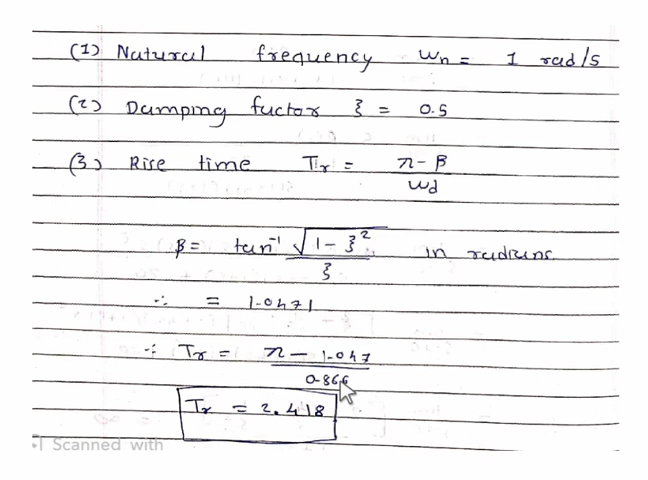 (1) Natural frequency ωn = 1 rad/s
(2) Damping factor ξ = 0.5
(3) Rise time Tr = π - β / ωd
β = tan⁻¹ √1 - ξ² / ξ in radians
∴ = 1.0471
∴ Tr = π - 1.047 / 0.866
Tr = 2.418
Scanned with